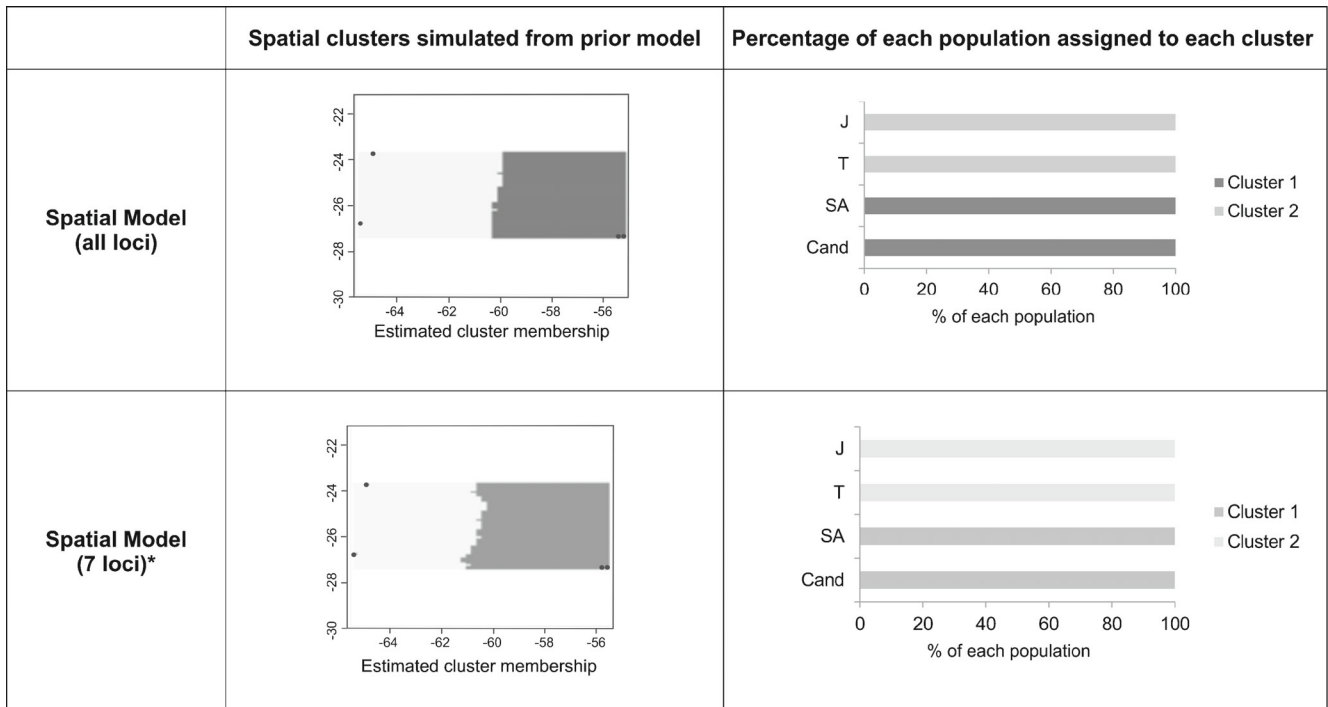 Spatial clusters simulated from prior model
Percentage of each population assigned to each cluster
Spatial Model
(all loci)
-22
-24
-26
-28
-30
-64
-62
-60
-58
-56
Estimated cluster membership
J
T
SA
Cand
0
20
40
60
80
100
% of each population
Cluster 1
Cluster 2
Spatial Model
(7 loci)*
-22
-24
-26
-28
-30
-64
-62
-60
-58
-56
Estimated cluster membership
J
T
SA
Cand
0
20
40
60
80
100
% of each population
Cluster 1
Cluster 2